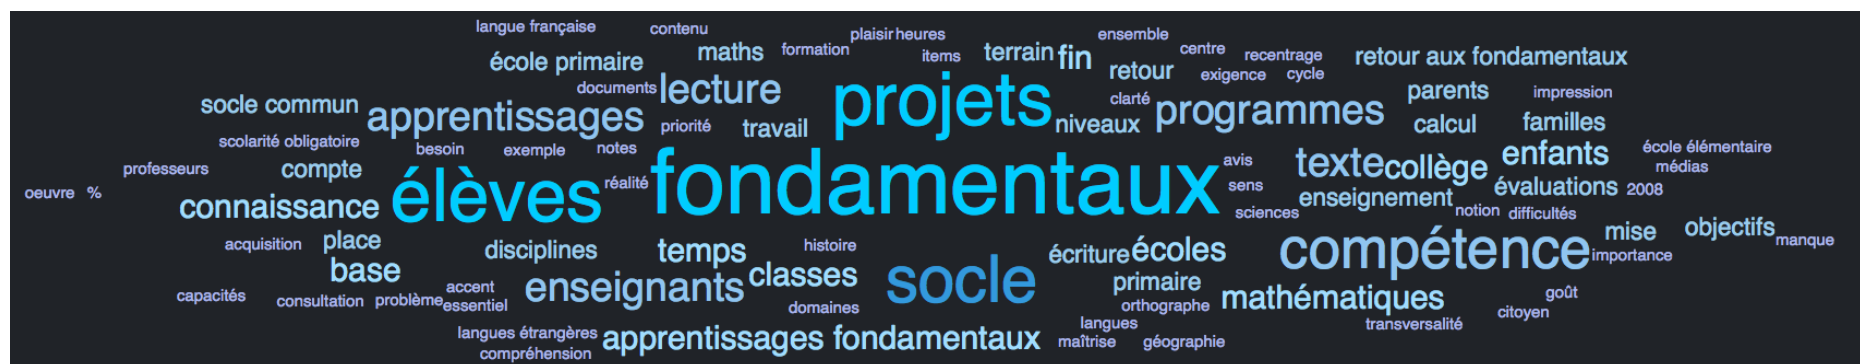 langue française contenu plaisir heures ensemble
école primaire maths formation items terrain fin centre recentrage retour aux fondamentaux
documents lecture projets retour exigence cycle
socle commun apprentissages priorité travail niveaux clarté programmes parents impression
calcul familles
scolarité obligatoire besoin exemple notes
professeurs compte élèves réalité fondamentaux avis texte collège enfants école élémentaire
médias
oeuvre % connaissance sens enseignement évaluations 2008
sciences notion difficultés
acquisition place disciplines temps histoire écriture écoles compétence mise objectifs manque
base enseignants classes socle primaire importance
capacités consultation problème accent
essentiel domaines orthographe mathématiques goût
citoyen
langues étrangères apprentissages fondamentaux langues transversalité
compréhension maîtrise géographie